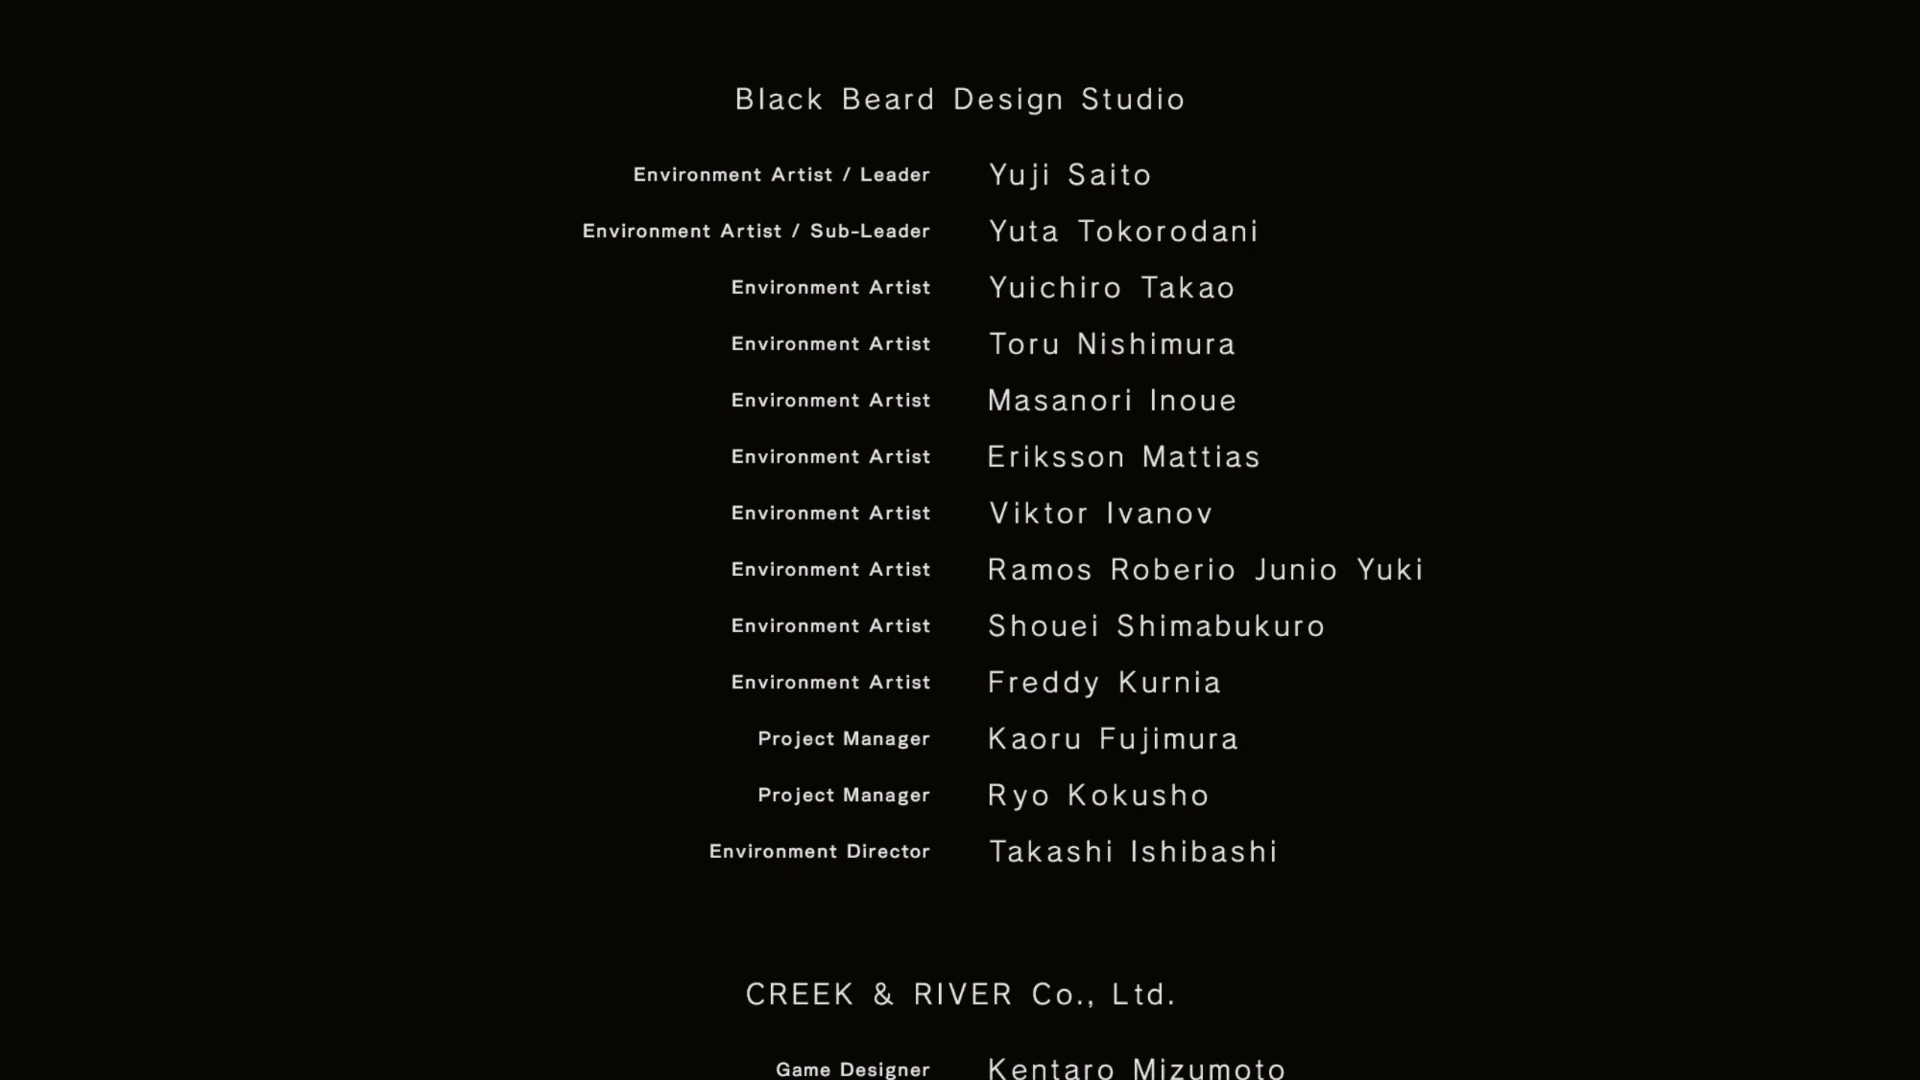 Black Beard Design Studio
Environment Artist / Leader Yuji Saito
Environment Artist / Sub-Leader Yuta Tokorodani
Environment Artist Yuichiro Takao
Environment Artist Toru Nishimura
Environment Artist Masanori Inoue
Environment Artist Eriksson Mattias
Environment Artist Viktor Ivanov
Environment Artist Ramos Roberio Junio Yuki
Environment Artist Shouei Shimabukuro
Environment Artist Freddy Kurnia
Project Manager Kaoru Fujimura
Project Manager Ryo Kokusho
Environment Director Takashi Ishibashi
CREEK & RIVER Co., Ltd.
Game Designer Kentaro Mizumoto